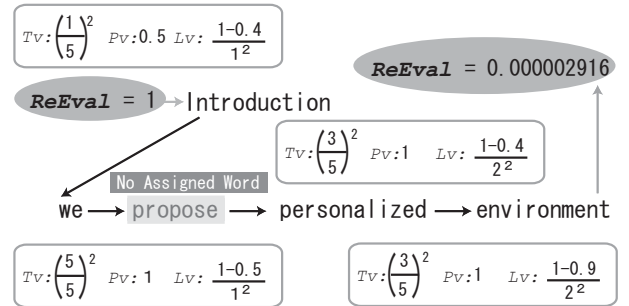 Tv:(1/5)² Pv:0.5 Lv: 1-0.4/1²
ReEval = 0.000002916
ReEval = 1 → Introduction
Tv:(3/5)² Pv:1 Lv: 1-0.4/2²
No Assigned Word
we → propose → personalized → environment
Tv:(5/5)² Pv: 1 Lv: 1-0.5/1²
Tv:(3/5)² Pv:1 Lv: 1-0.9/2²